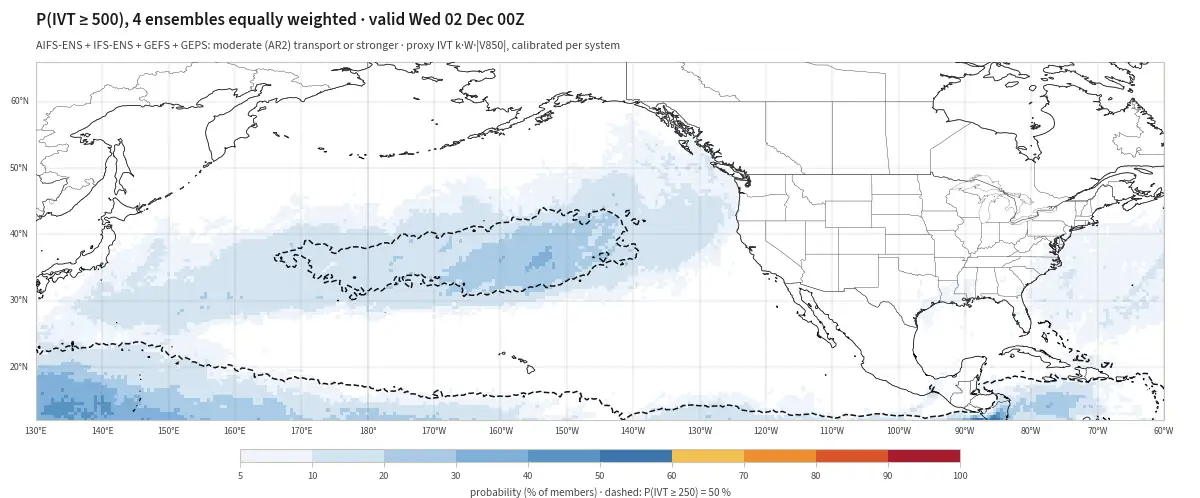 P(IVT ≥ 500), 4 ensembles equally weighted · valid Wed 02 Dec 00Z
AIFS-ENS + IFS-ENS + GEFS + GEPS: moderate (AR2) transport or stronger · proxy IVT k·W·|V850|, calibrated per system
60°N
50°N
40°N
30°N
20°N
130°E 140°E 150°E 160°E 170°E 180° 170°W 160°W 150°W 140°W 130°W 120°W 110°W 100°W 90°W 80°W 70°W 60°W
5 10 20 30 40 50 60 70 80 90 100
probability (% of members) · dashed: P(IVT ≥ 250) = 50 %